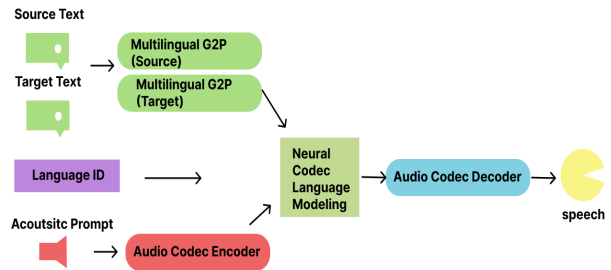 Source Text
Multilingual G2P
(Source)
Target Text
Multilingual G2P
(Target)
Neural
Codec
Language
Modeling
Language ID
Audio Codec Decoder
speech
Acoutsitc Prompt
Audio Codec Encoder